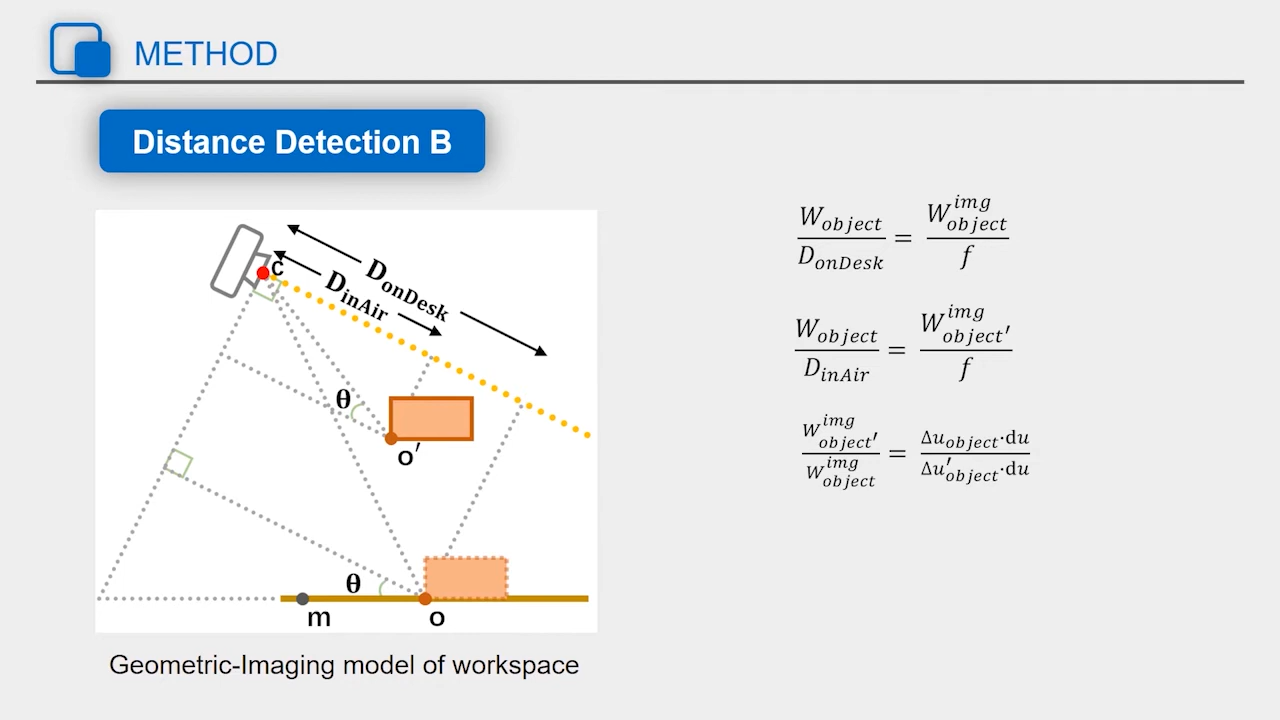 METHOD
Distance Detection B
C
D_onDesk
D_inAir
θ
o′
θ
m
o
Geometric-Imaging model of workspace
W_object / D_onDesk = W_object^img / f
W_object / D_inAir = W_object′^img / f
W_object′^img / W_object^img = Δu_object·du / Δu′_object·du